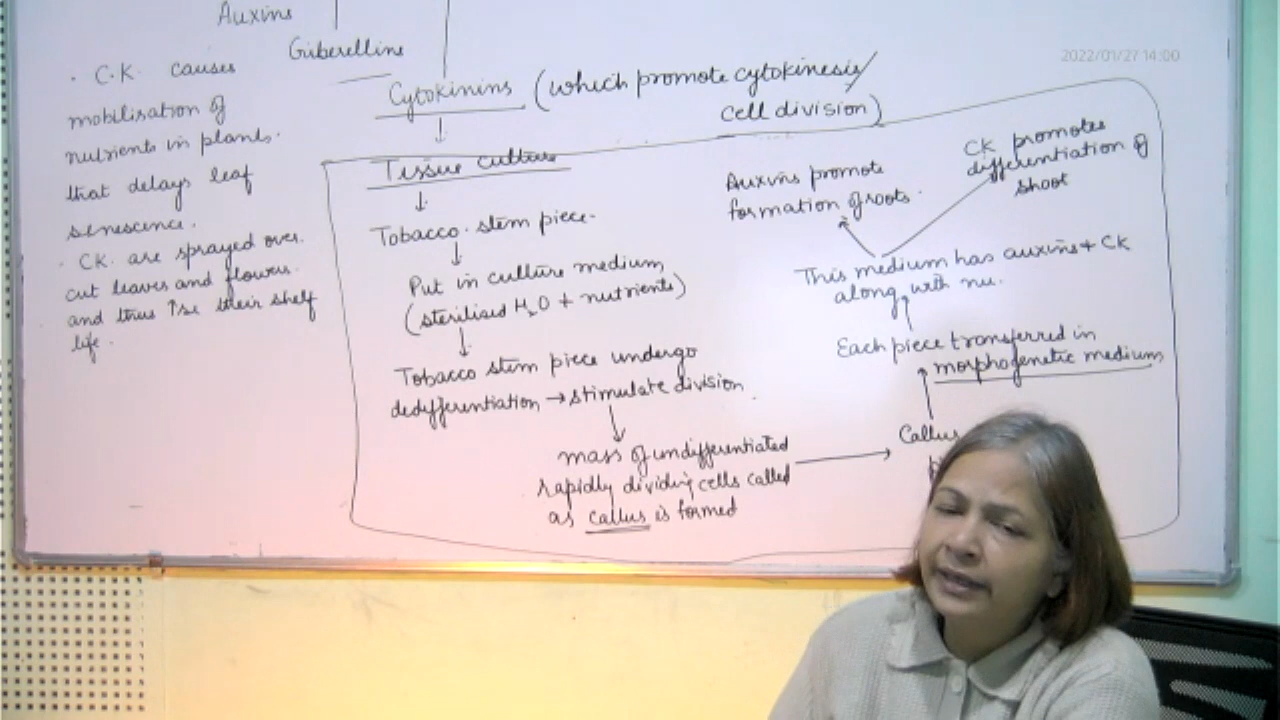 Auxins
Giberelline
2022/01/27 14:00
Cytokinins (which promote cytokinesis/
cell division)
. C.K. causes
mobilisation of
nutrients in plants.
that delays leaf
senescence.
. CK. are sprayed over
cut leaves and flowers.
and thus ↑se their shelf
life.
↓
Tissue culture
↓
Tobacco. stem piece.
↓
Put in culture medium
(sterilised H2O + nutrients)
↓
Tobacco stem piece undergo
dedifferentiation → stimulate division.
↓
mass of undifferentiated
rapidly dividing cells called
as callus is formed
→ Callus
Each piece transferred in
morphogenetic medium
This medium has auxins + CK
along with nu.
Auxins promote
formation of roots.
CK promotes
differentiation of
shoot